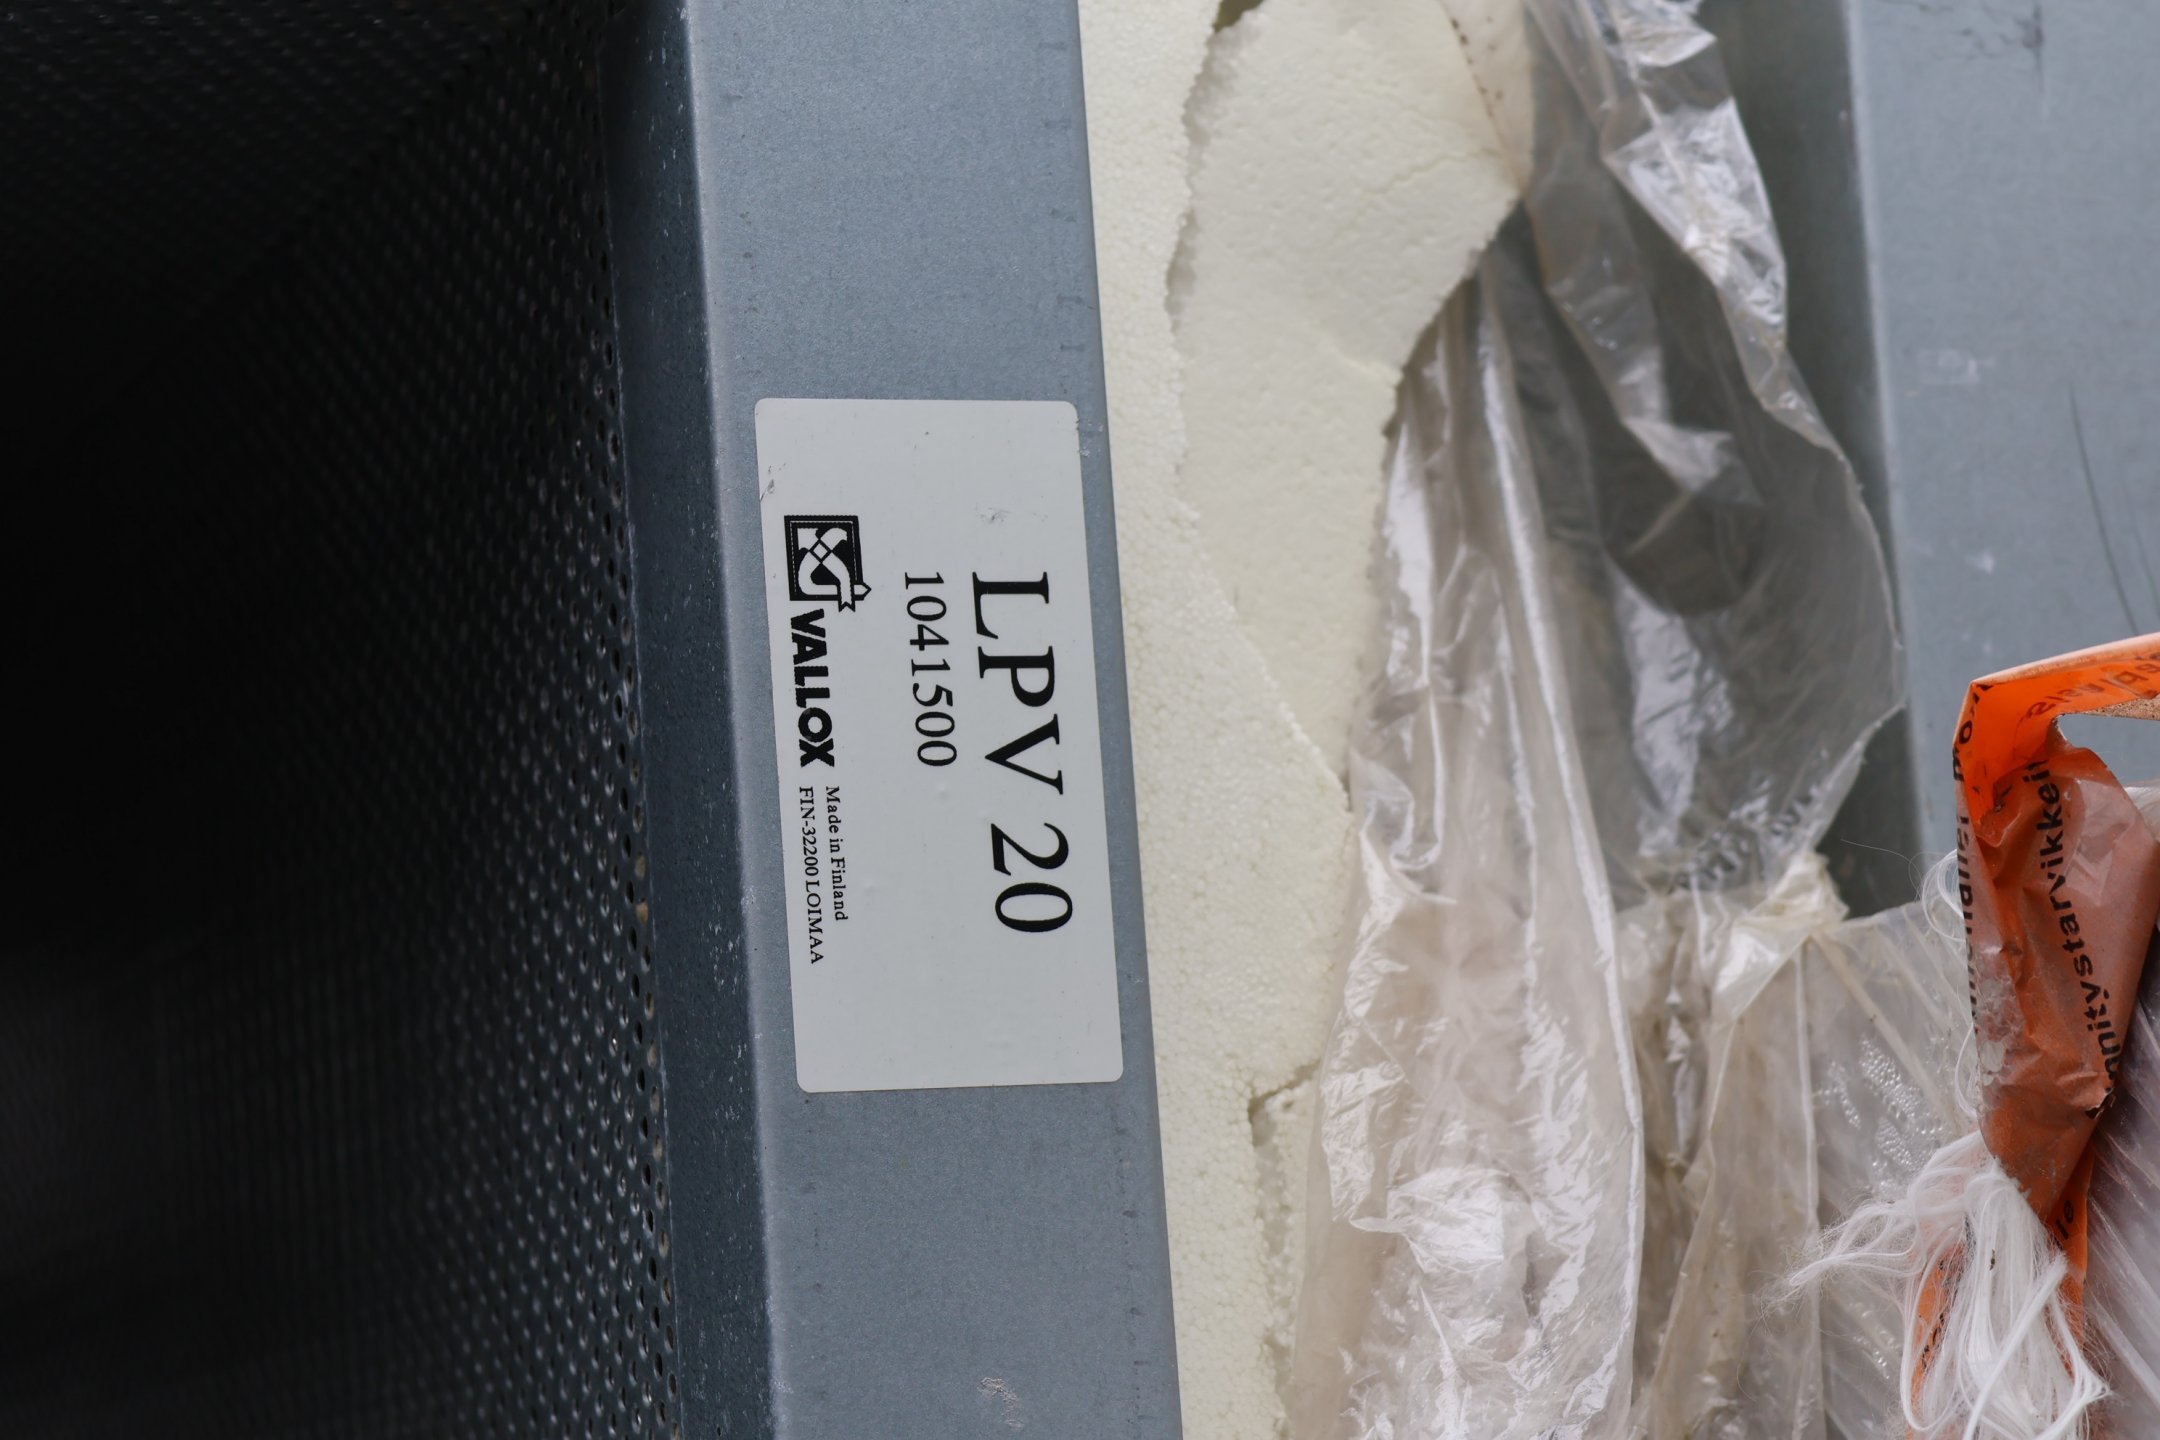 LPV 20
1041500
VALLOX
Made in Finland
FIN-32200 LOIMAA